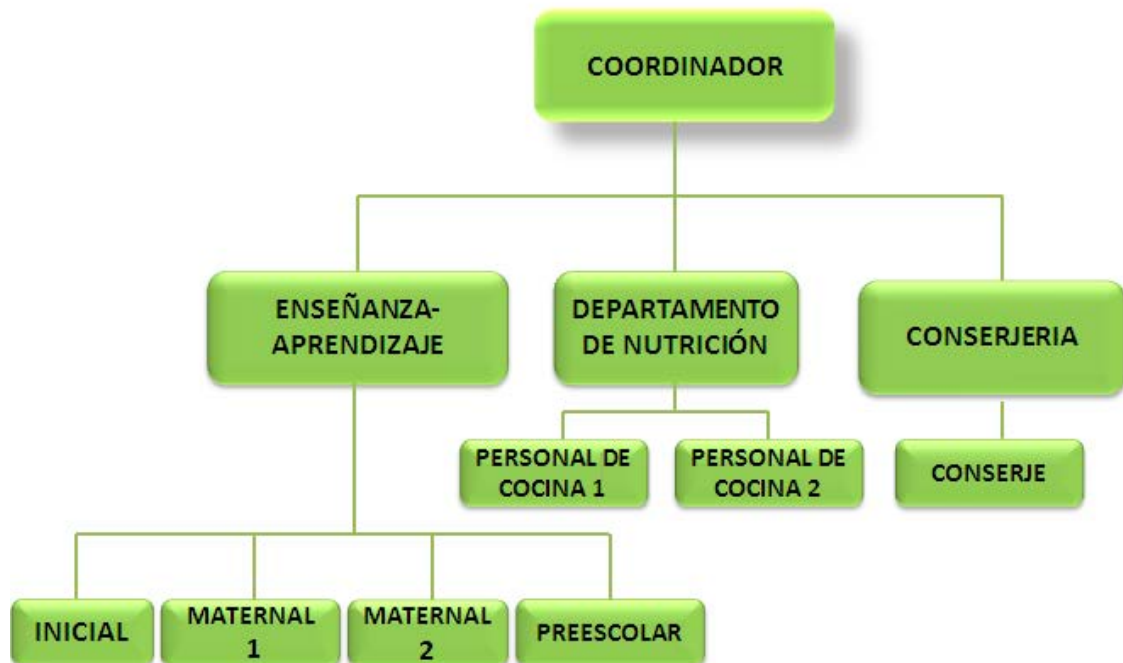 COORDINADOR
ENSEÑANZA-
APRENDIZAJE
DEPARTAMENTO
DE NUTRICIÓN
CONSERJERIA
PERSONAL DE
COCINA 1
PERSONAL DE
COCINA 2
CONSERJE
INICIAL
MATERNAL
1
MATERNAL
2
PREESCOLAR